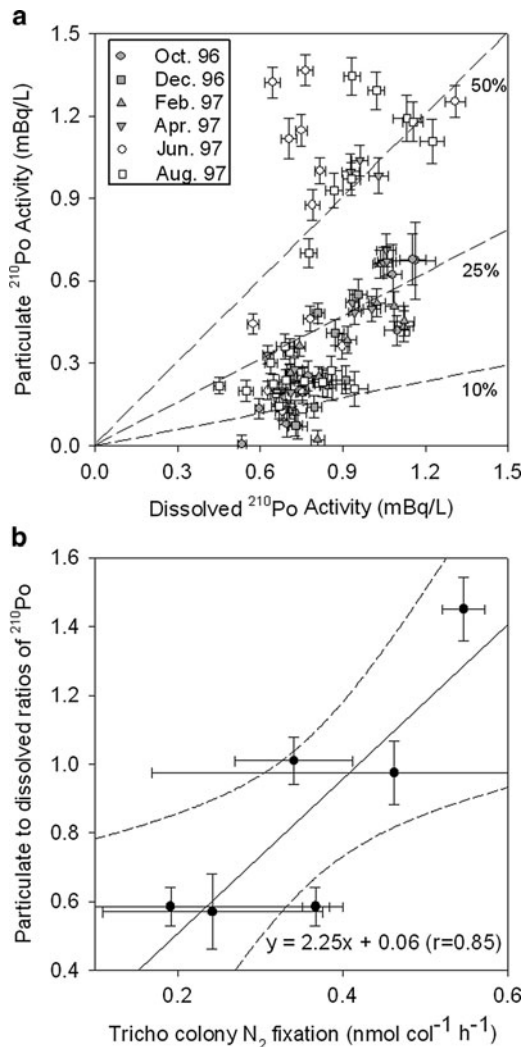 a
1.5
1.2
0.9
0.6
0.3
0.0
Particulate ²¹⁰Po Activity (mBq/L)
Oct. 96
Dec. 96
Feb. 97
Apr. 97
Jun. 97
Aug. 97
50%
25%
10%
0.0 0.3 0.6 0.9 1.2 1.5
Dissolved ²¹⁰Po Activity (mBq/L)
b
1.6
1.4
1.2
1.0
0.8
0.6
0.4
Particulate to dissolved ratios of ²¹⁰Po
y = 2.25x + 0.06 (r=0.85)
0.2 0.4 0.6
Tricho colony N₂ fixation (nmol col⁻¹ h⁻¹)